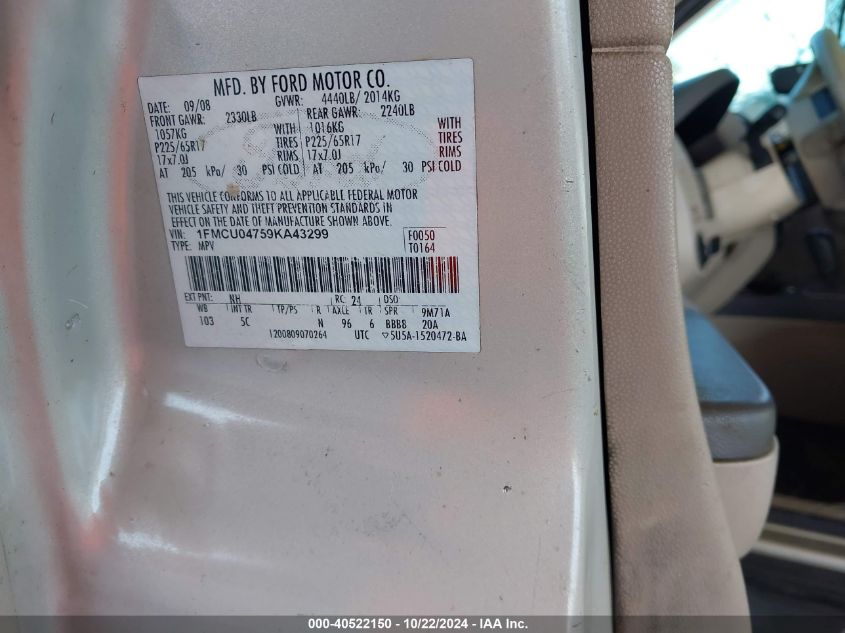 MFD. BY FORD MOTOR CO.
DATE: 09/08 GVWR: 4440LB/ 2014KG
FRONT GAWR: 2330LB REAR GAWR: 2240LB
1057KG WITH 1016KG WITH
P225/65R17 TIRES P225/65R17 TIRES
17x7.0J RIMS 17x7.0J RIMS
AT 205 kPa/ 30 PSI COLD AT 205 kPa/ 30 PSI COLD
THIS VEHICLE CONFORMS TO ALL APPLICABLE FEDERAL MOTOR
VEHICLE SAFETY AND THEFT PREVENTION STANDARDS IN
EFFECT ON THE DATE OF MANUFACTURE SHOWN ABOVE.
VIN: 1FMCU04759KA43299 F0050
TYPE: MPV T0164
EXT PNT: NH RC: 24 DSO:
WB INT TR TP/PS R AXLE TR SPR 9M71A
103 SC N 96 6 BBBB 20A
1200809070264 UTC ▽5U5A-1520472-BA
000-40522150 - 10/22/2024 - IAA Inc.